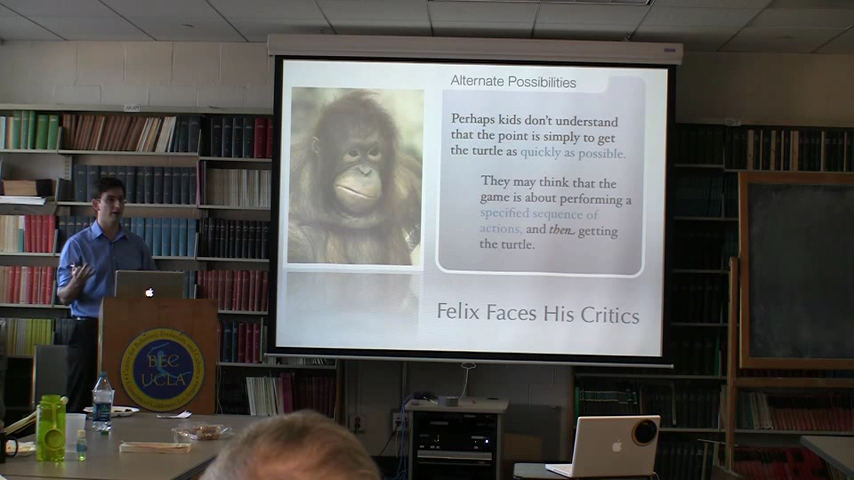 Alternate Possibilities
Perhaps kids don't understand
that the point is simply to get
the turtle as quickly as possible.
They may think that the
game is about performing a
specified sequence of
actions, and then getting
the turtle.
Felix Faces His Critics
BEC
UCLA